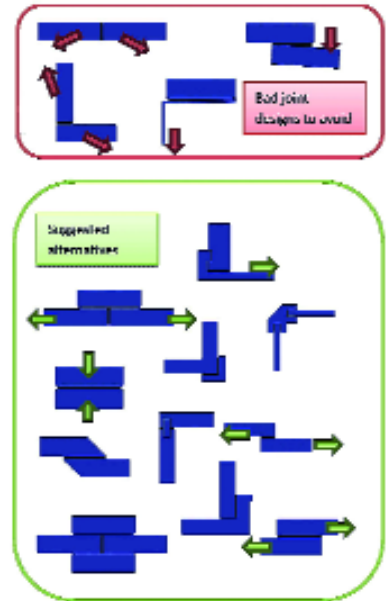 Bad joint
designs to avoid
Suggested
alternatives